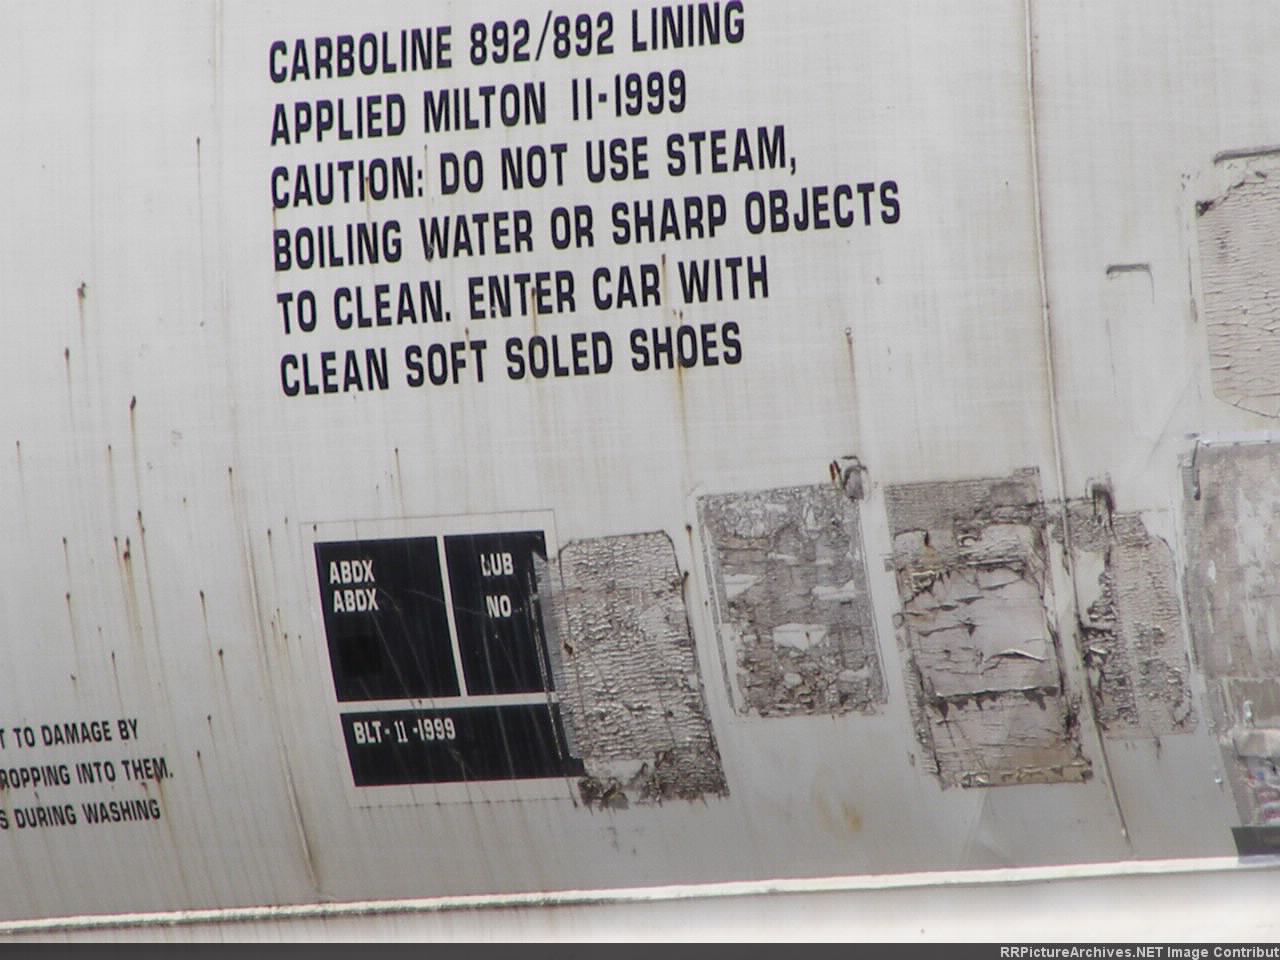 CARBOLINE 892/892 LINING
APPLIED MILTON 11-1999
CAUTION: DO NOT USE STEAM,
BOILING WATER OR SHARP OBJECTS
TO CLEAN. ENTER CAR WITH
CLEAN SOFT SOLED SHOES
ABDX LUB
ABDX NO
BLT-11-1999
T TO DAMAGE BY
ROPPING INTO THEM.
S DURING WASHING
RRPictureArchives.NET Image Contribut